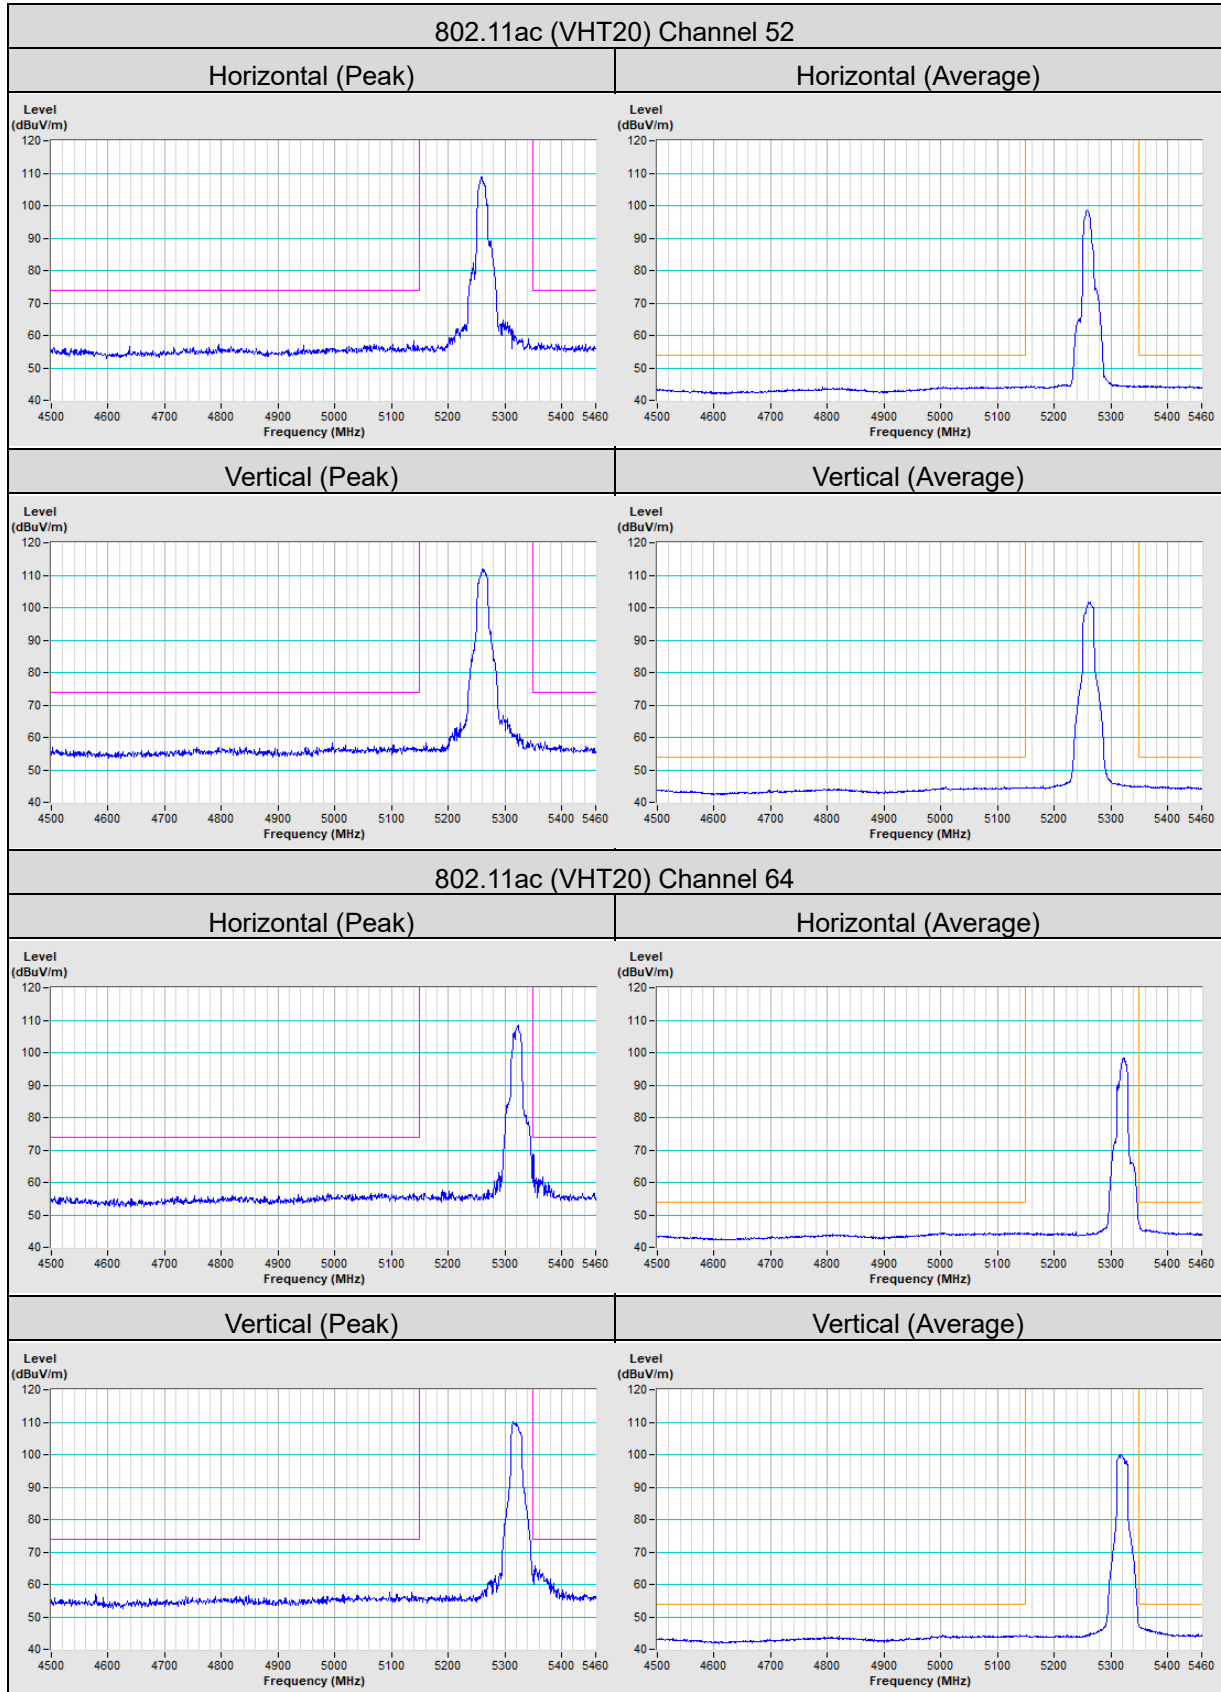 802.11ac (VHT20) Channel 52
Horizontal (Peak) Horizontal (Average)
Level Level
(dBuV/m) (dBuV/m)
120 120
110 110
100 100
90 90
80 80
70 70
60 60
50 50
40 40
4500 4600 4700 4800 4900 5000 5100 5200 5300 5400 5460 4500 4600 4700 4800 4900 5000 5100 5200 5300 5400 5460
Frequency (MHz) Frequency (MHz)
Vertical (Peak) Vertical (Average)
Level Level
(dBuV/m) (dBuV/m)
120 120
110 110
100 100
90 90
80 80
70 70
60 60
50 50
40 40
4500 4600 4700 4800 4900 5000 5100 5200 5300 5400 5460 4500 4600 4700 4800 4900 5000 5100 5200 5300 5400 5460
Frequency (MHz) Frequency (MHz)
802.11ac (VHT20) Channel 64
Horizontal (Peak) Horizontal (Average)
Level Level
(dBuV/m) (dBuV/m)
120 120
110 110
100 100
90 90
80 80
70 70
60 60
50 50
40 40
4500 4600 4700 4800 4900 5000 5100 5200 5300 5400 5460 4500 4600 4700 4800 4900 5000 5100 5200 5300 5400 5460
Frequency (MHz) Frequency (MHz)
Vertical (Peak) Vertical (Average)
Level Level
(dBuV/m) (dBuV/m)
120 120
110 110
100 100
90 90
80 80
70 70
60 60
50 50
40 40
4500 4600 4700 4800 4900 5000 5100 5200 5300 5400 5460 4500 4600 4700 4800 4900 5000 5100 5200 5300 5400 5460
Frequency (MHz) Frequency (MHz)